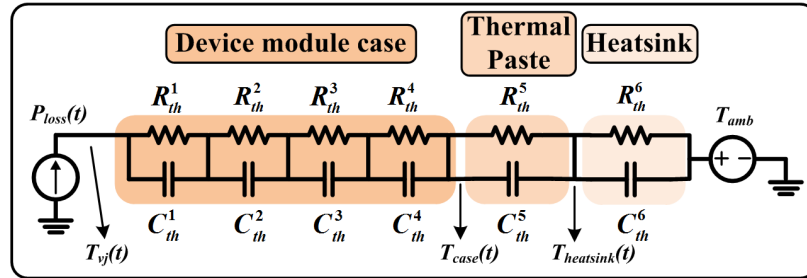 Device module case
Thermal
Paste
Heatsink
P_loss(t)
R_th^1
R_th^2
R_th^3
R_th^4
R_th^5
R_th^6
T_amb
+ -
C_th^1
C_th^2
C_th^3
C_th^4
C_th^5
C_th^6
T_vj(t)
T_case(t)
T_heatsink(t)